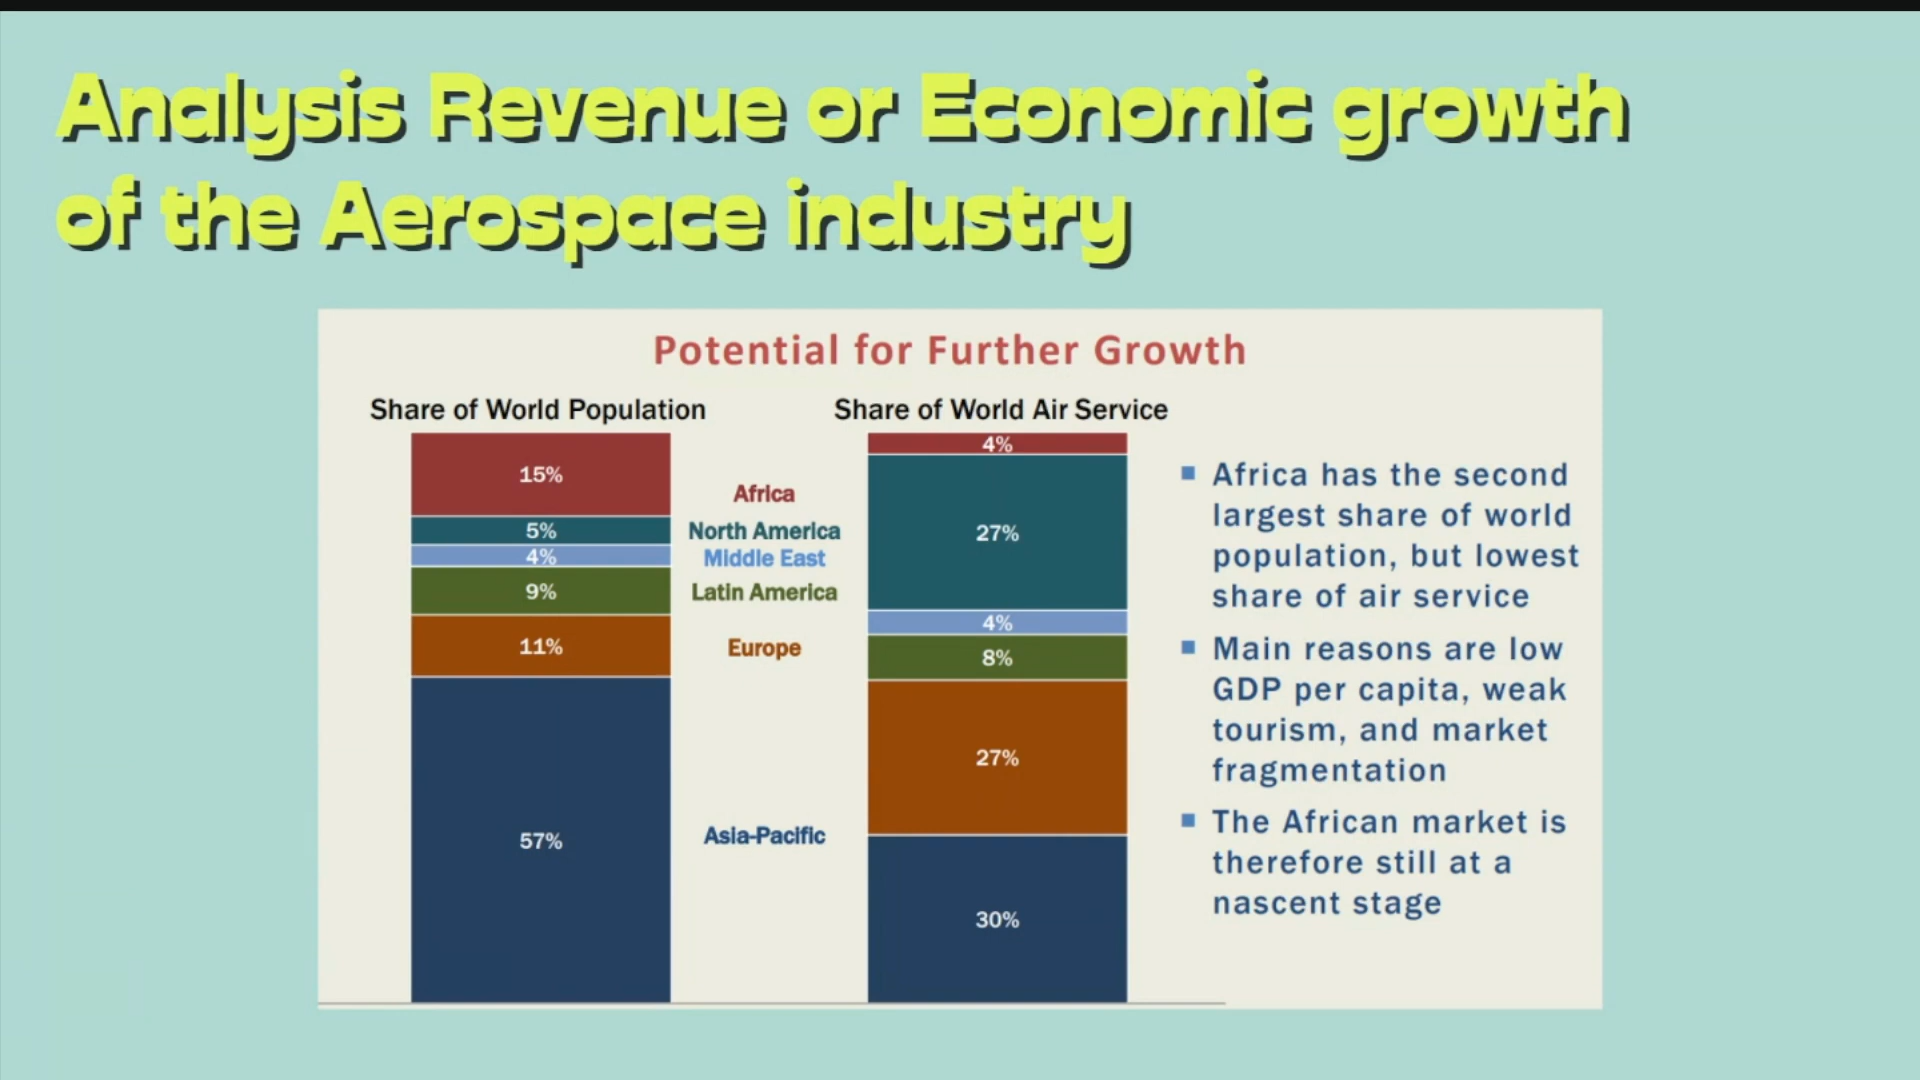 Analysis Revenue or Economic growth
of the Aerospace industry
Potential for Further Growth
Share of World Population
Share of World Air Service
15%
5%
4%
9%
11%
57%
Africa
North America
Middle East
Latin America
Europe
Asia-Pacific
4%
27%
4%
8%
27%
30%
Africa has the second
largest share of world
population, but lowest
share of air service
Main reasons are low
GDP per capita, weak
tourism, and market
fragmentation
The African market is
therefore still at a
nascent stage